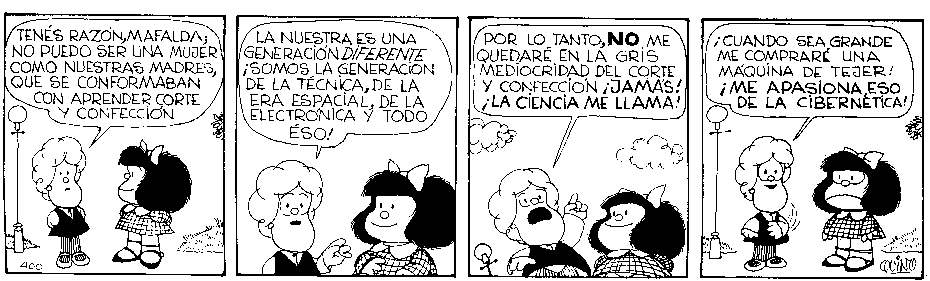 TENÉS RAZÓN, MAFALDA;
NO PUEDO SER UNA MUJER
COMO NUESTRAS MADRES,
QUE SE CONFORMABAN
CON APRENDER CORTE
Y CONFECCIÓN
400
LA NUESTRA ES UNA
GENERACIÓN DIFERENTE
¡SOMOS LA GENERACIÓN
DE LA TÉCNICA, DE LA
ERA ESPACIAL, DE LA
ELECTRÓNICA Y TODO
ESO!
POR LO TANTO, NO ME
QUEDARÉ EN LA GRIS
MEDIOCRIDAD DEL CORTE
Y CONFECCIÓN ¡JAMÁS!
¡LA CIENCIA ME LLAMA!
¡CUANDO SEA GRANDE
ME COMPRARÉ UNA
MÁQUINA DE TEJER!
¡ME APASIONA ESO
DE LA CIBERNÉTICA!
QUINO